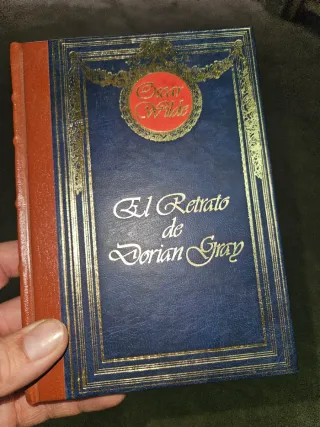 Oscar
Wilde
El Retrato
de
Dorian Gray